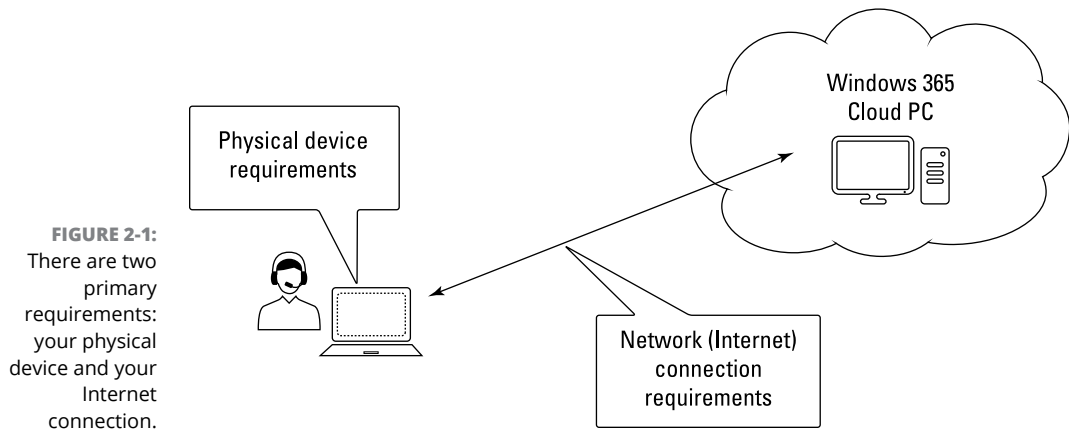 Windows 365
Cloud PC
Physical device
requirements
FIGURE 2-1:
There are two
primary
requirements:
your physical
device and your
Internet
connection.
Network (Internet)
connection
requirements